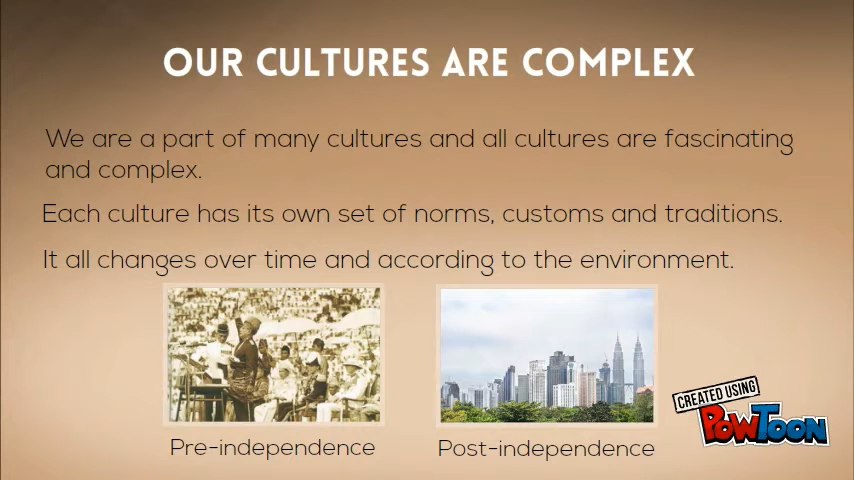 OUR CULTURES ARE COMPLEX
We are a part of many cultures and all cultures are fascinating
and complex.
Each culture has its own set of norms, customs and traditions.
It all changes over time and according to the environment.
Pre-independence
Post-independence
CREATED USING
POWTOON